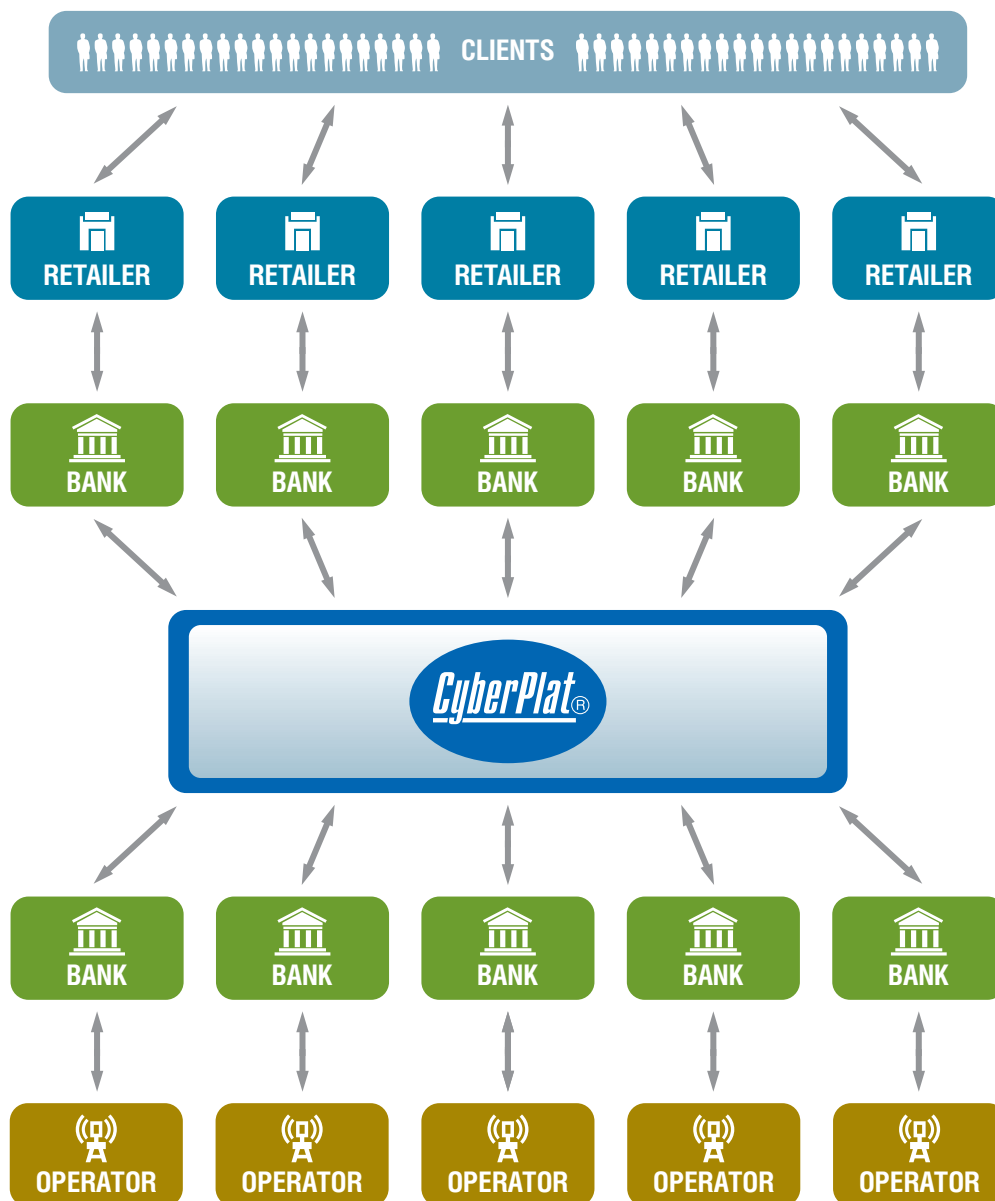 CLIENTS
RETAILER RETAILER RETAILER RETAILER RETAILER
BANK BANK BANK BANK BANK
CyberPlat®
BANK BANK BANK BANK BANK
OPERATOR OPERATOR OPERATOR OPERATOR OPERATOR